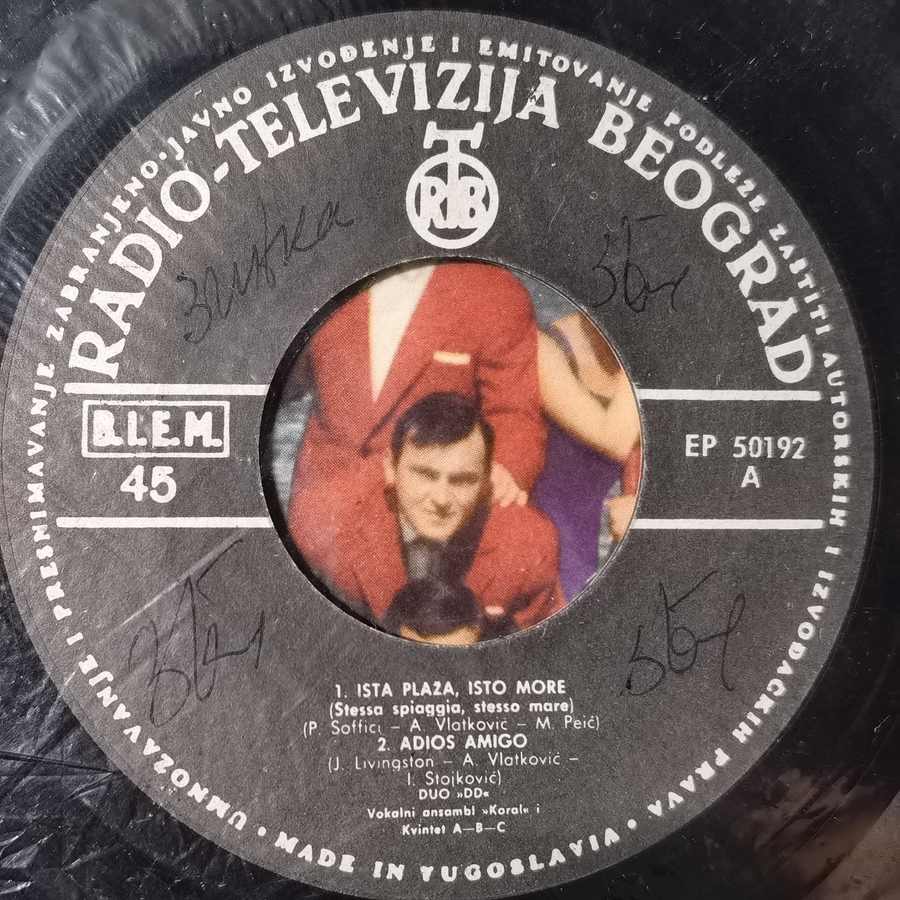 UMNOŽAVANJE I PRESNIMAVANJE ZABRANJENO · JAVNO IZVOĐENJE I EMITOVANJE PODLEŽE ZAŠTITI AUTORSKIH I IZVOĐAČKIH PRAVA · MADE IN YUGOSLAVIA ·
RADIO-TELEVIZIJA BEOGRAD
RTB
Златка
B.I.E.M.
45
EP 50192
A
1. ISTA PLAŽA, ISTO MORE
(Stessa spiaggia, stesso mare)
(P. Soffici – A. Vlatković – M. Peić)
2. ADIOS AMIGO
(J. Livingston – A. Vlatković –
I. Stojković)
DUO »DD«
Vokalni ansambl »Koral« i
Kvintet A—B—C